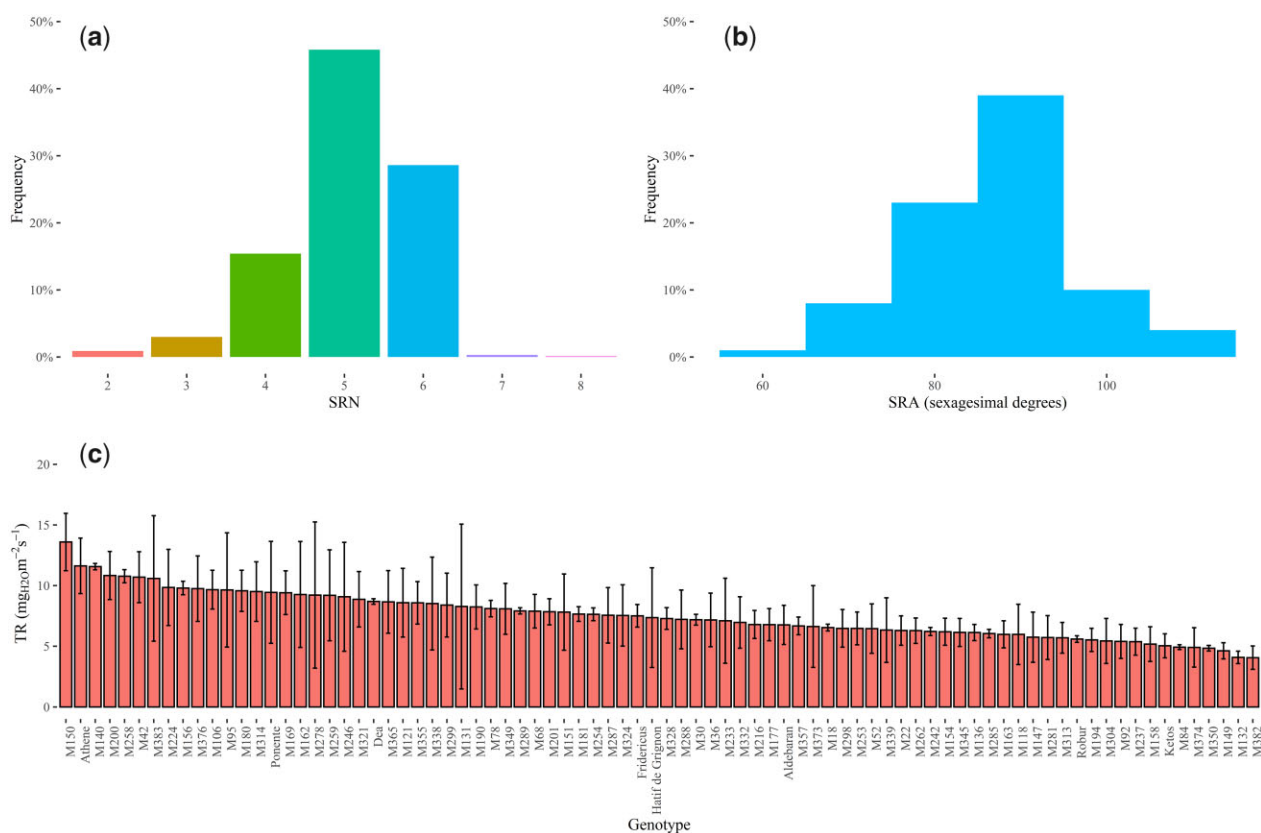 (a)
50%
40%
30%
20%
10%
0%
Frequency
2 3 4 5 6 7 8
SRN
(b)
50%
40%
30%
20%
10%
0%
Frequency
60 80 100
SRA (sexagesimal degrees)
(c)
20
15
10
5
0
TR (mg H2O m−2s−1)
M150
Athene
M140
M200
M258
M42
M383
M224
M156
M376
M106
M95
M180
M314
Ponente
M169
M162
M278
M259
M246
M321
Dea
M365
M121
M355
M338
M299
M131
M190
M78
M349
M289
M68
M201
M151
M181
M254
M287
M324
Fridericus
Hatif de Grignon
M328
M288
M30
M36
M233
M332
M216
M177
Aldebaran
M357
M373
M18
M298
M253
M52
M339
M22
M262
M242
M154
M345
M136
M285
M163
M118
M147
M281
M313
Robur
M194
M304
M92
M237
M158
Ketos
M84
M374
M350
M149
M132
M382
Genotype